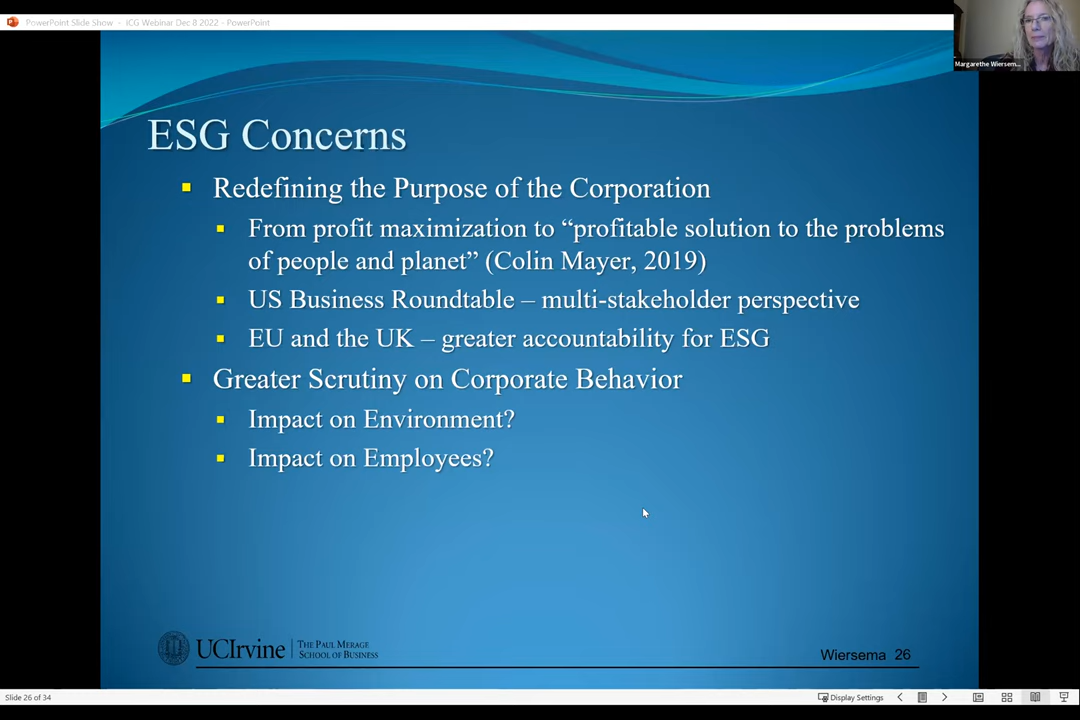 PowerPoint Slide Show - ICG Webinar Dec 8 2022 - PowerPoint
Margarethe Wiersem...
ESG Concerns
Redefining the Purpose of the Corporation
From profit maximization to “profitable solution to the problems
of people and planet” (Colin Mayer, 2019)
US Business Roundtable – multi-stakeholder perspective
EU and the UK – greater accountability for ESG
Greater Scrutiny on Corporate Behavior
Impact on Environment?
Impact on Employees?
UCIrvine
THE PAUL MERAGE
SCHOOL OF BUSINESS
Wiersema 26
Slide 26 of 34
Display Settings